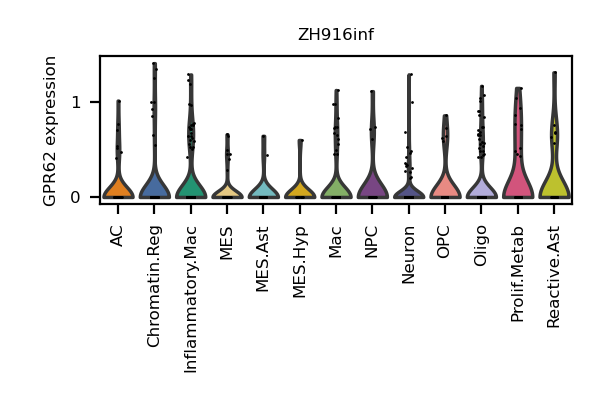 ZH916inf
GPR62 expression
1
0
AC
Chromatin.Reg
Inflammatory.Mac
MES
MES.Ast
MES.Hyp
Mac
NPC
Neuron
OPC
Oligo
Prolif.Metab
Reactive.Ast